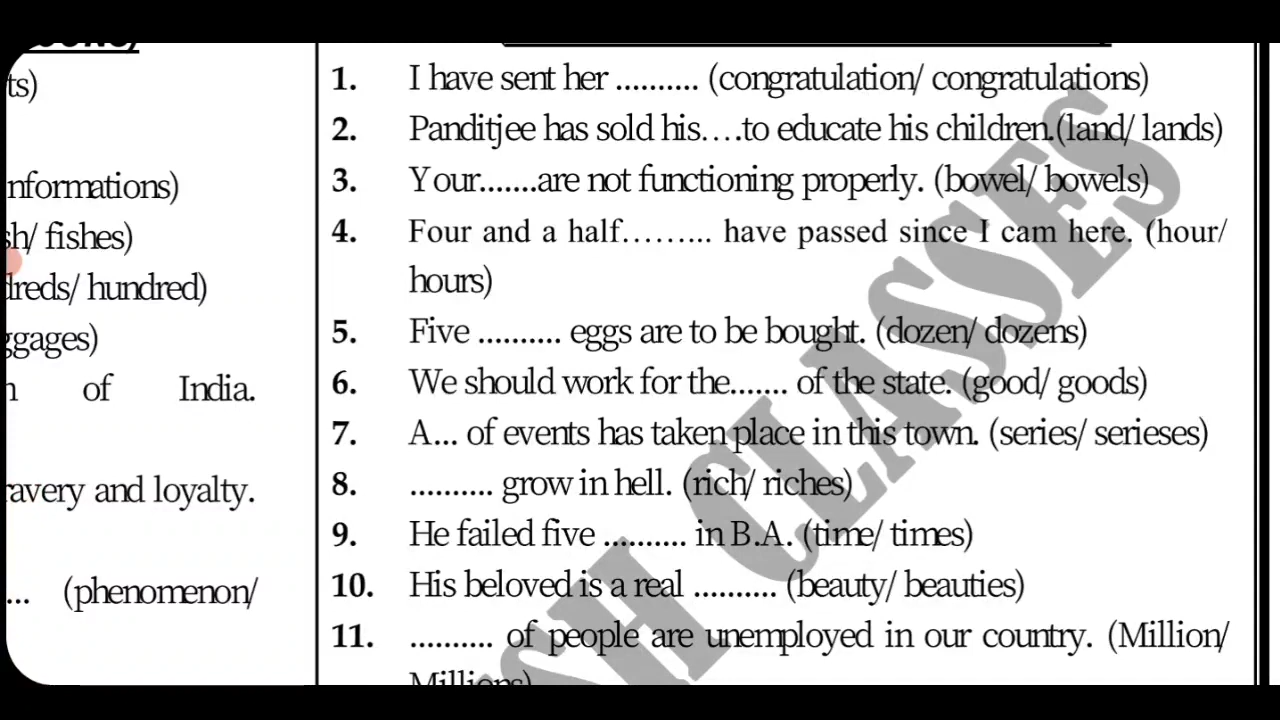 ts)
nformations)
sh/ fishes)
dreds/ hundred)
ggages)
of India.
ravery and loyalty.
... (phenomenon/
1. I have sent her .......... (congratulation/ congratulations)
2. Panditjee has sold his….to educate his children.(land/ lands)
3. Your.......are not functioning properly. (bowel/ bowels)
4. Four and a half…...... have passed since I cam here. (hour/
hours)
5. Five .......... eggs are to be bought. (dozen/ dozens)
6. We should work for the....... of the state. (good/ goods)
7. A... of events has taken place in this town. (series/ serieses)
8. .......... grow in hell. (rich/ riches)
9. He failed five .......... in B.A. (time/ times)
10. His beloved is a real .......... (beauty/ beauties)
11. .......... of people are unemployed in our country. (Million/
Millions)
SH CLASSES